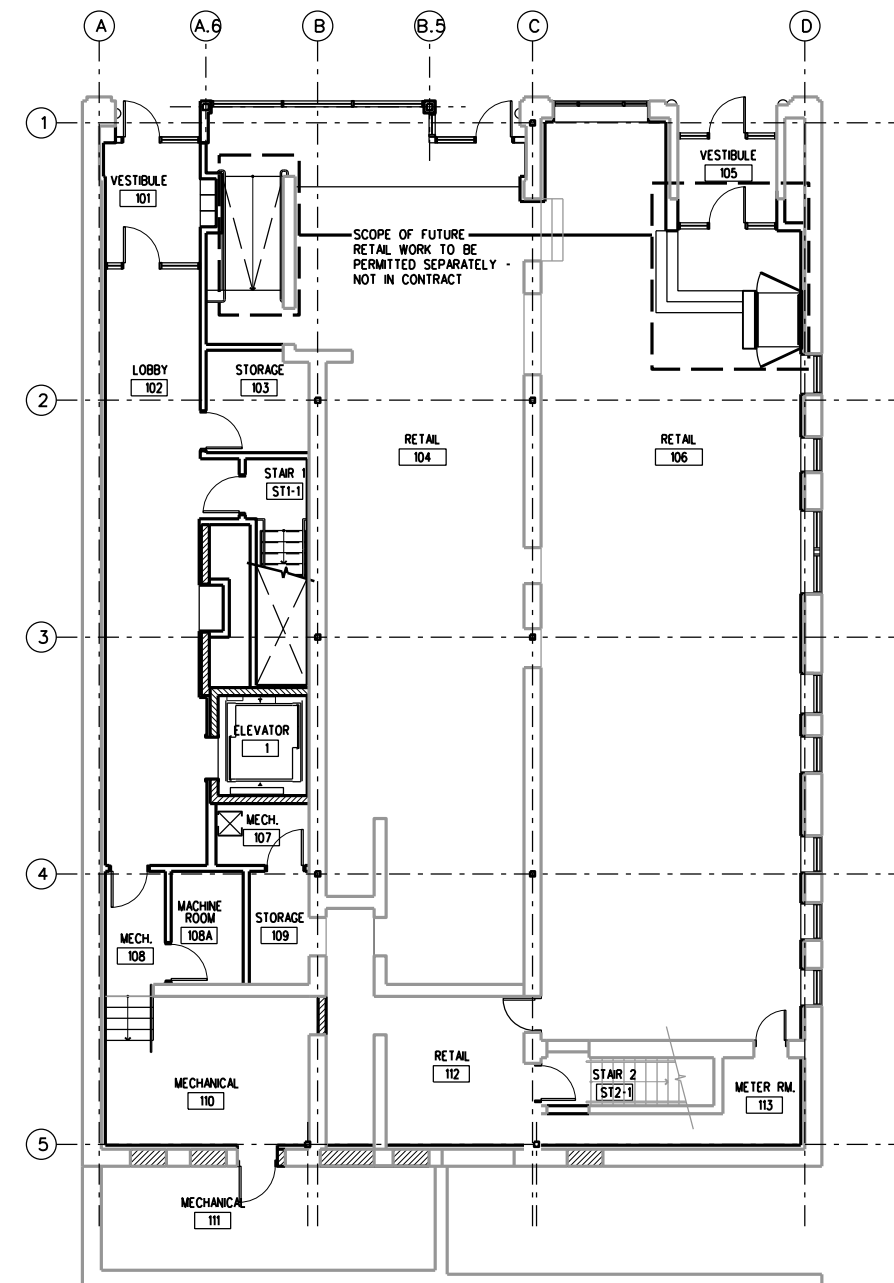 A
A.6
B
B.5
C
D
1
VESTIBULE
101
VESTIBULE
105
SCOPE OF FUTURE
RETAIL WORK TO BE
PERMITTED SEPARATELY -
NOT IN CONTRACT
LOBBY
102
STORAGE
103
2
RETAIL
104
RETAIL
106
STAIR 1
ST1-1
3
ELEVATOR
1
MECH.
107
4
MACHINE
ROOM
108A
STORAGE
109
MECH.
108
RETAIL
112
STAIR 2
ST2-1
MECHANICAL
110
METER RM.
113
5
MECHANICAL
111